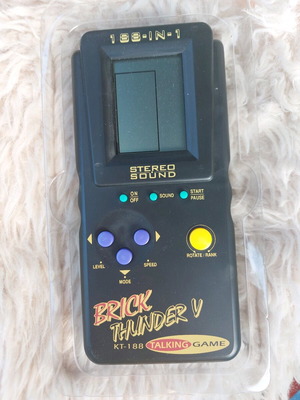 188-IN-1
STEREO
SOUND
ON
OFF
SOUND
START
PAUSE
LEVEL
SPEED
MODE
ROTATE / RANK
BRICK
THUNDER V
KT-188 TALKING GAME